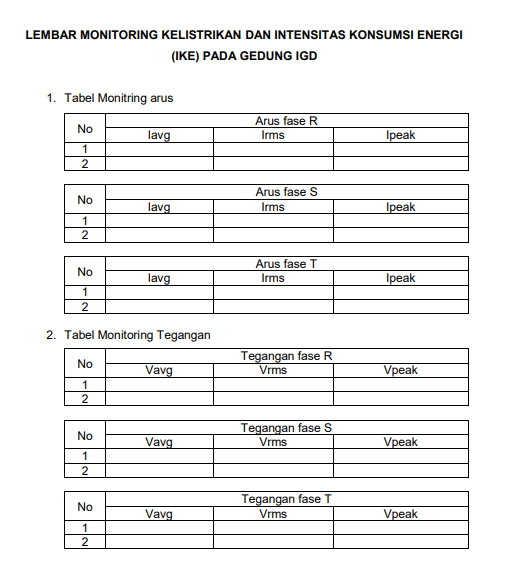 LEMBAR MONITORING KELISTRIKAN DAN INTENSITAS KONSUMSI ENERGI
(IKE) PADA GEDUNG IGD
1. Tabel Monitring arus
No Arus fase R
Iavg Irms Ipeak
1
2
No Arus fase S
Iavg Irms Ipeak
1
2
No Arus fase T
Iavg Irms Ipeak
1
2
2. Tabel Monitoring Tegangan
No Tegangan fase R
Vavg Vrms Vpeak
1
2
No Tegangan fase S
Vavg Vrms Vpeak
1
2
No Tegangan fase T
Vavg Vrms Vpeak
1
2